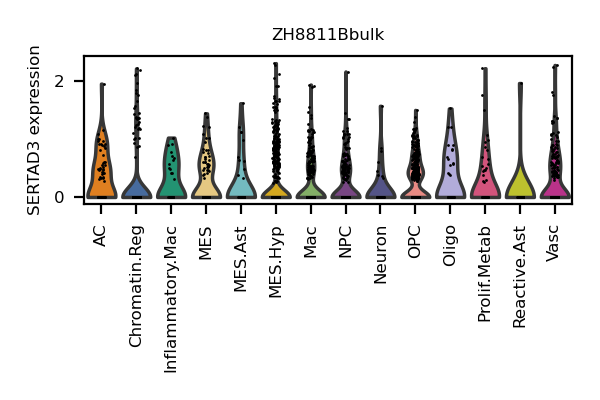 ZH8811Bbulk
SERTAD3 expression
2
0
AC
Chromatin.Reg
Inflammatory.Mac
MES
MES.Ast
MES.Hyp
Mac
NPC
Neuron
OPC
Oligo
Prolif.Metab
Reactive.Ast
Vasc